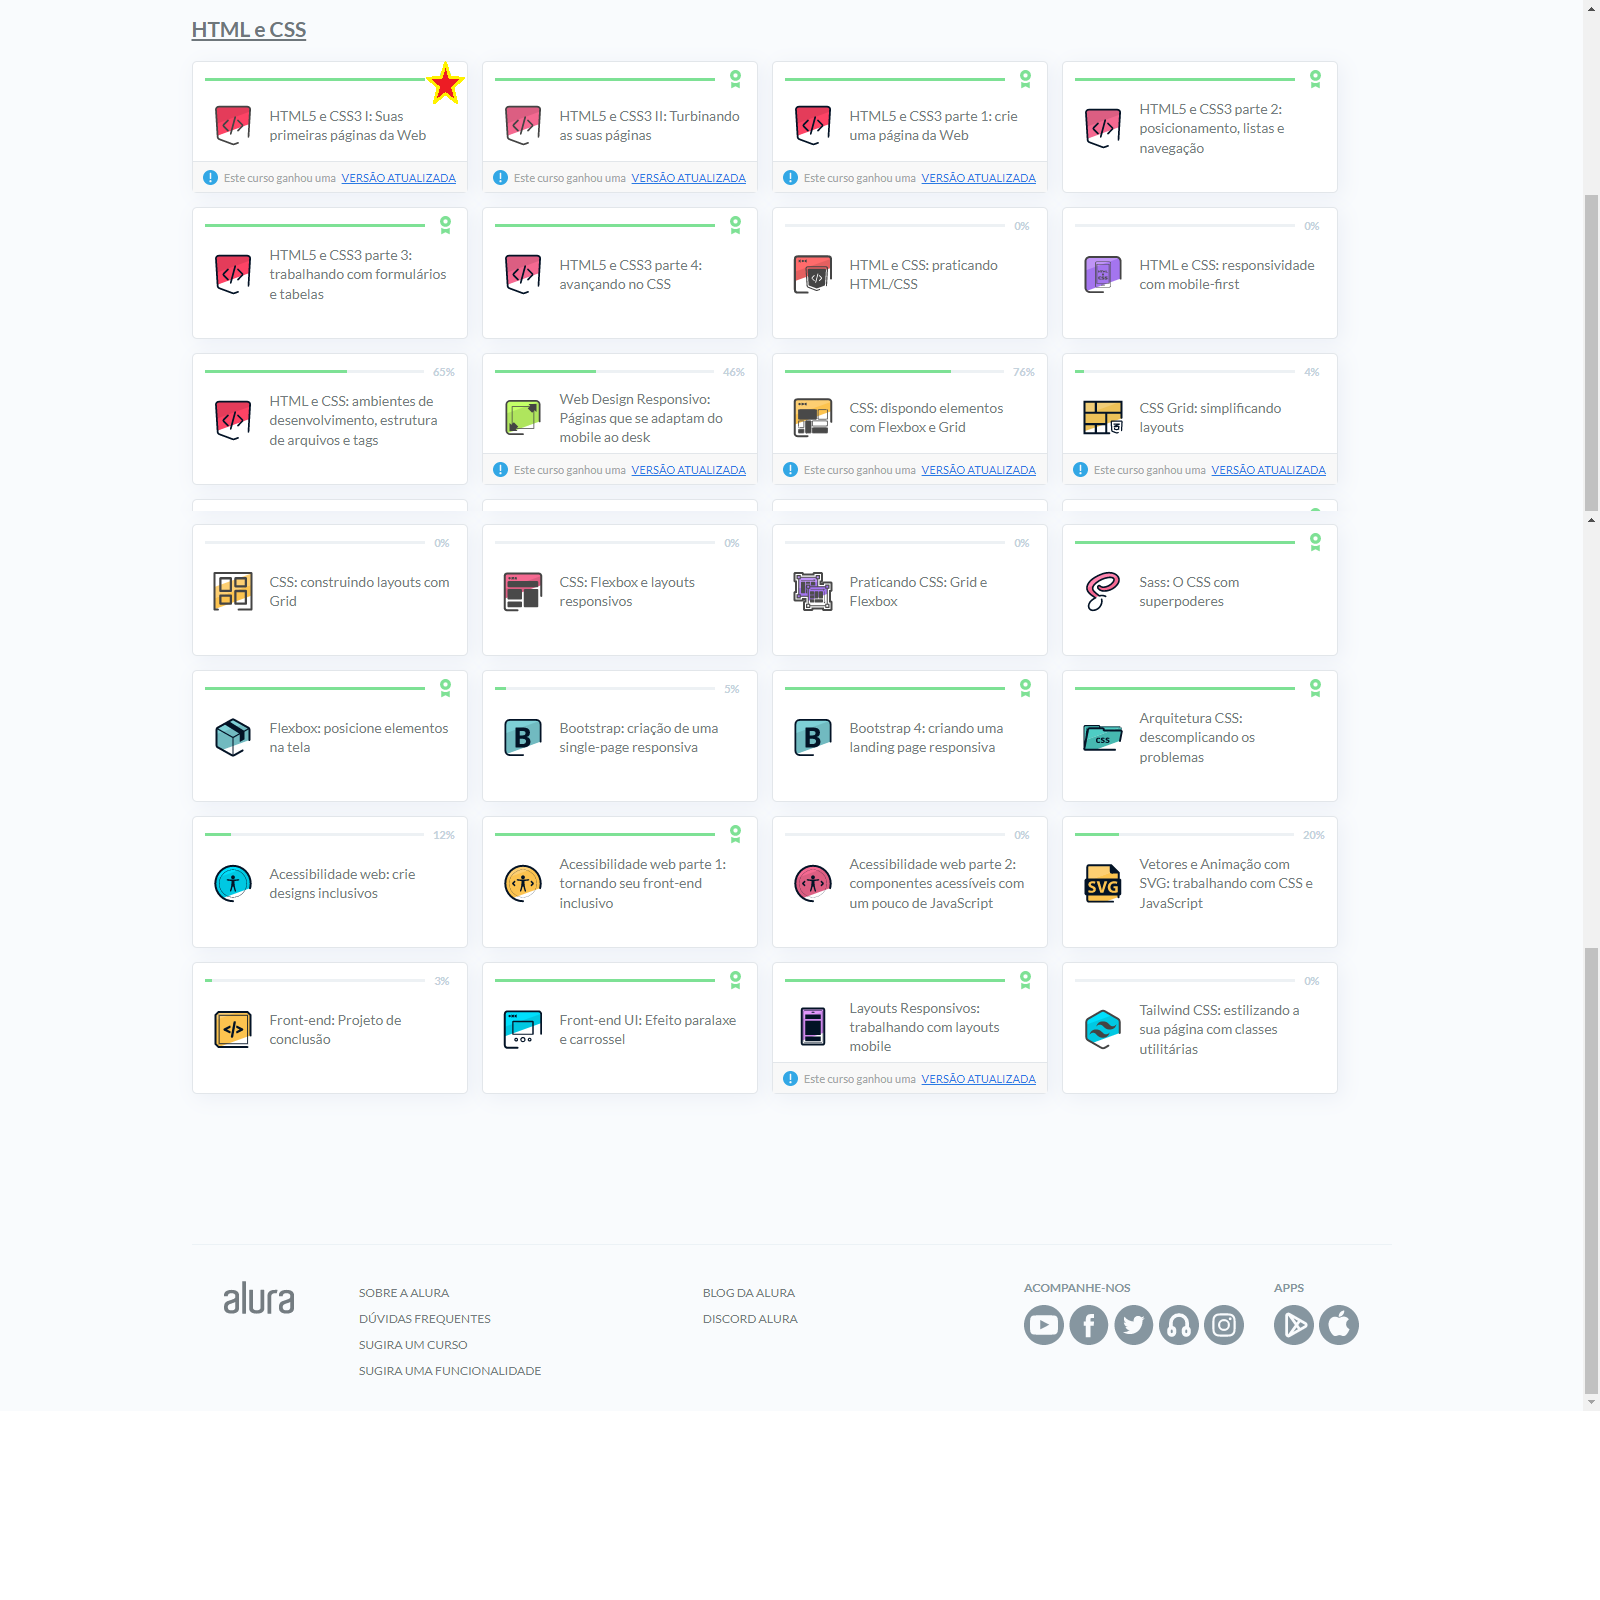 HTML e CSS
HTML5 e CSS3 I: Suas
primeiras páginas da Web
Este curso ganhou uma VERSÃO ATUALIZADA
HTML5 e CSS3 II: Turbinando
as suas páginas
Este curso ganhou uma VERSÃO ATUALIZADA
HTML5 e CSS3 parte 1: crie
uma página da Web
Este curso ganhou uma VERSÃO ATUALIZADA
HTML5 e CSS3 parte 2:
posicionamento, listas e
navegação
HTML5 e CSS3 parte 3:
trabalhando com formulários
e tabelas
HTML5 e CSS3 parte 4:
avançando no CSS
0%
HTML e CSS: praticando
HTML/CSS
0%
HTML e CSS: responsividade
com mobile-first
65%
HTML e CSS: ambientes de
desenvolvimento, estrutura
de arquivos e tags
46%
Web Design Responsivo:
Páginas que se adaptam do
mobile ao desk
Este curso ganhou uma VERSÃO ATUALIZADA
76%
CSS: dispondo elementos
com Flexbox e Grid
Este curso ganhou uma VERSÃO ATUALIZADA
4%
CSS Grid: simplificando
layouts
Este curso ganhou uma VERSÃO ATUALIZADA
0%
CSS: construindo layouts com
Grid
0%
CSS: Flexbox e layouts
responsivos
0%
Praticando CSS: Grid e
Flexbox
Sass: O CSS com
superpoderes
Flexbox: posicione elementos
na tela
5%
B
Bootstrap: criação de uma
single-page responsiva
B
Bootstrap 4: criando uma
landing page responsiva
CSS
Arquitetura CSS:
descomplicando os
problemas
12%
Acessibilidade web: crie
designs inclusivos
Acessibilidade web parte 1:
tornando seu front-end
inclusivo
0%
Acessibilidade web parte 2:
componentes acessíveis com
um pouco de JavaScript
20%
SVG
Vetores e Animação com
SVG: trabalhando com CSS e
JavaScript
3%
Front-end: Projeto de
conclusão
Front-end UI: Efeito paralaxe
e carrossel
Layouts Responsivos:
trabalhando com layouts
mobile
Este curso ganhou uma VERSÃO ATUALIZADA
0%
Tailwind CSS: estilizando a
sua página com classes
utilitárias
alura
SOBRE A ALURA
DÚVIDAS FREQUENTES
SUGIRA UM CURSO
SUGIRA UMA FUNCIONALIDADE
BLOG DA ALURA
DISCORD ALURA
ACOMPANHE-NOS
APPS